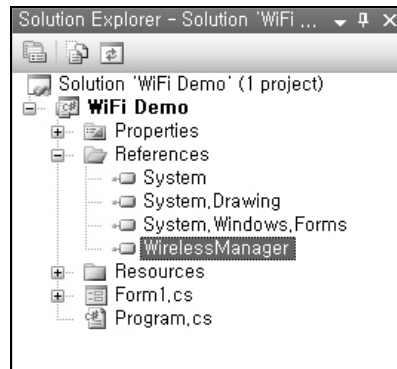 Solution Explorer - Solution 'WiFi ...
Solution 'WiFi Demo' (1 project)
WiFi Demo
Properties
References
System
System,Drawing
System,Windows,Forms
WirelessManager
Resources
Form1,cs
Program,cs